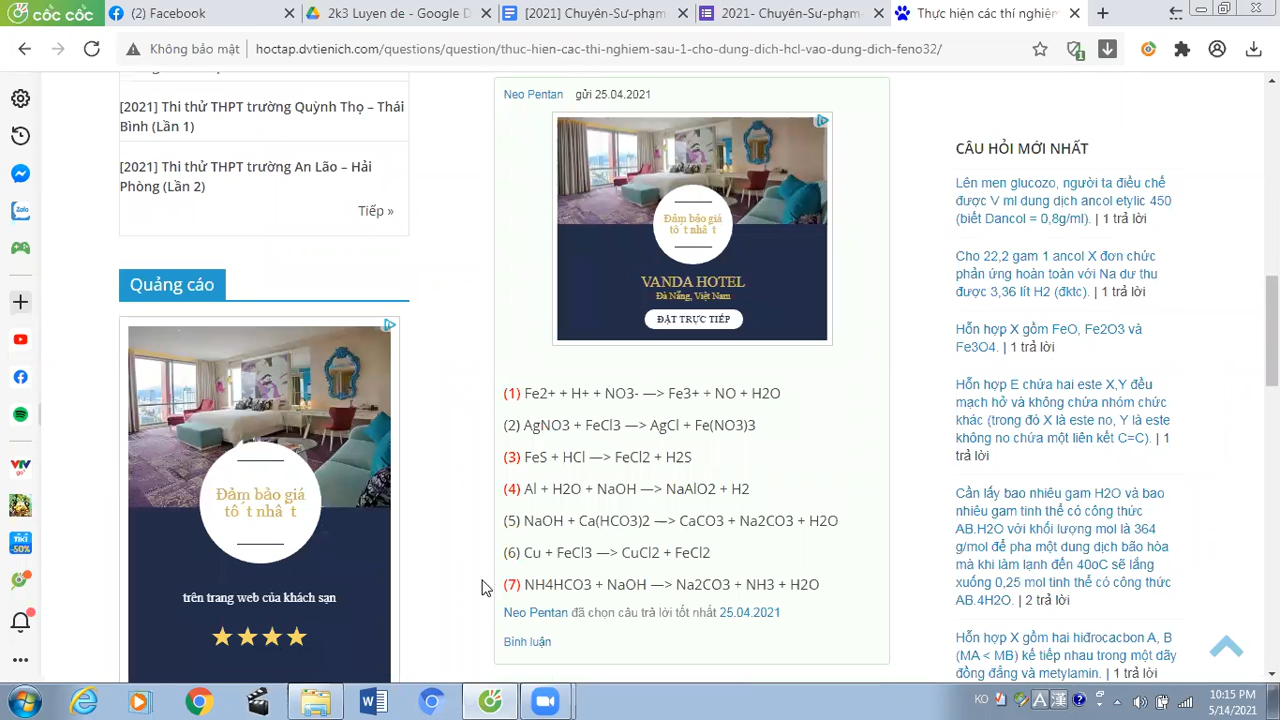 cốc cốc
(12) Facebook
2k3 Luyen de - Google
[2021] Chuyên-Sư-phạm
2021-Chuyên-Sư-phạm-
Thực hiện các thí nghiệm
Không bảo mật
hoctap.dvtienich.com/questions/question/thuc-hien-cac-thi-nghiem-sau-1-cho-dung-dich-hcl-vao-dung-dich-feno32/
[2021] Thi thử THPT trường Quỳnh Thọ – Thái
Bình (Lần 1)
[2021] Thi thử THPT trường An Lão – Hải
Phòng (Lần 2)
Tiếp »
Quảng cáo
Đảm bảo giá
tốt nhất
trên trang web của khách sạn
Neo Pentan gửi 25.04.2021
Đảm bảo giá
tốt nhất
VANDA HOTEL
Đà Nẵng, Việt Nam
ĐẶT TRỰC TIẾP
(1) Fe2+ + H+ + NO3- —> Fe3+ + NO + H2O
(2) AgNO3 + FeCl3 —> AgCl + Fe(NO3)3
(3) FeS + HCl —> FeCl2 + H2S
(4) Al + H2O + NaOH —> NaAlO2 + H2
(5) NaOH + Ca(HCO3)2 —> CaCO3 + Na2CO3 + H2O
(6) Cu + FeCl3 —> CuCl2 + FeCl2
(7) NH4HCO3 + NaOH —> Na2CO3 + NH3 + H2O
Neo Pentan đã chọn câu trả lời tốt nhất 25.04.2021
Bình luận
CÂU HỎI MỚI NHẤT
Lên men glucozo, người ta điều chế
được V ml dung dịch ancol etylic 450
(biết Dancol = 0,8g/ml). | 1 trả lời
Cho 22,2 gam 1 ancol X đơn chức
phản ứng hoàn toàn với Na dư thu
được 3,36 lít H2 (đktc). | 1 trả lời
Hỗn hợp X gồm FeO, Fe2O3 và
Fe3O4. | 1 trả lời
Hỗn hợp E chứa hai este X,Y đều
mạch hở và không chứa nhóm chức
khác (trong đó X là este no, Y là este
không no chứa một liên kết C=C). | 1
trả lời
Cần lấy bao nhiêu gam H2O và bao
nhiêu gam tinh thể có công thức
AB.H2O với khối lượng mol là 364
g/mol để pha một dung dịch bão hòa
mà khi làm lạnh đến 40oC sẽ lắng
xuống 0,25 mol tinh thể có công thức
AB.4H2O. | 2 trả lời
Hỗn hợp X gồm hai hiđrocacbon A, B
(MA < MB) kế tiếp nhau trong một dãy
đồng đẳng và metylamin. | 1 trả lời
Zalo
VTV
go
TIKI
-50%
KO
10:15 PM
5/14/2021